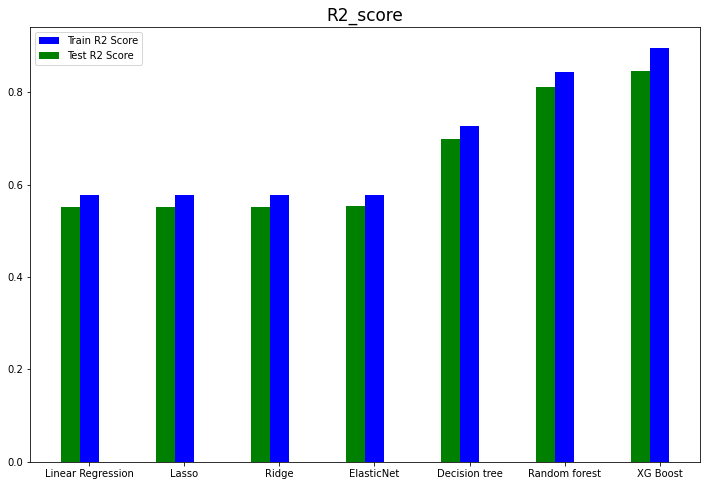 R2_score
Train R2 Score
Test R2 Score
0.8
0.6
0.4
0.2
0.0
Linear Regression Lasso Ridge ElasticNet Decision tree Random forest XG Boost